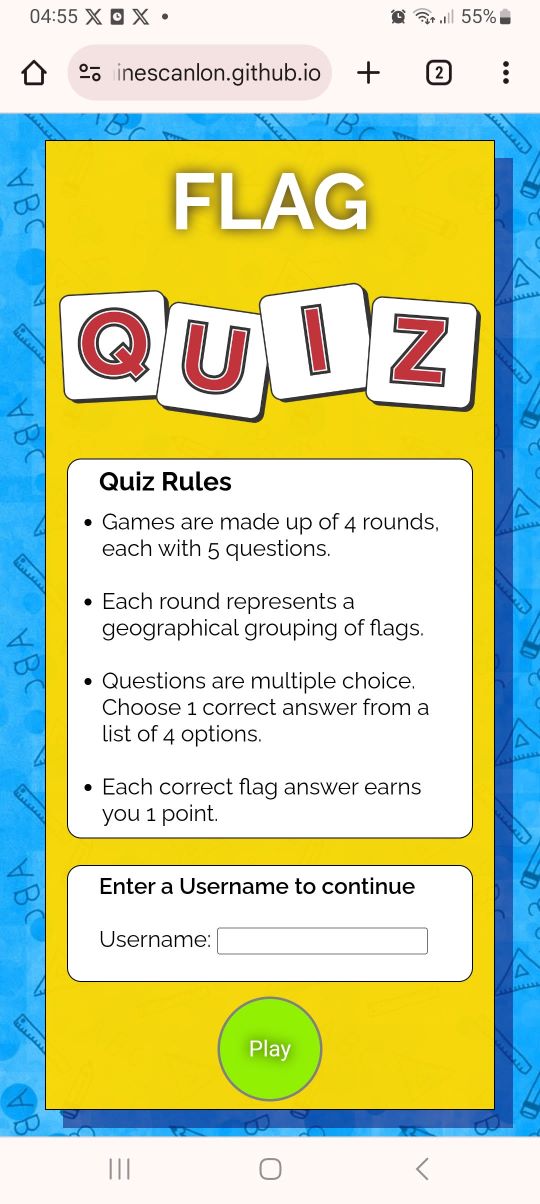 04:55
55%
inescanlon.github.io
2
FLAG
QUIZ
Quiz Rules
Games are made up of 4 rounds,
each with 5 questions.
Each round represents a
geographical grouping of flags.
Questions are multiple choice.
Choose 1 correct answer from a
list of 4 options.
Each correct flag answer earns
you 1 point.
Enter a Username to continue
Username:
Play